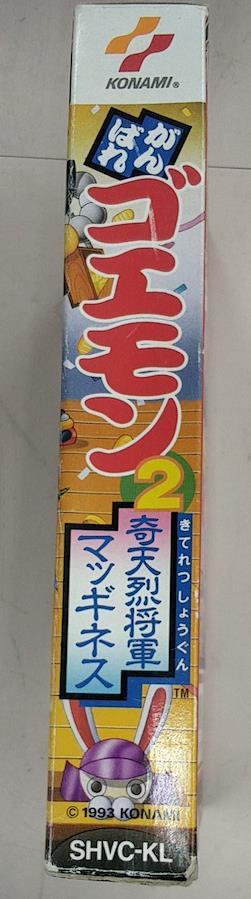 KONAMI®
がんばれ
ゴエモン2
きてれつしょうぐん
奇天烈将軍
マッギネス
TM
© 1993 KONAMI
SHVC-KL